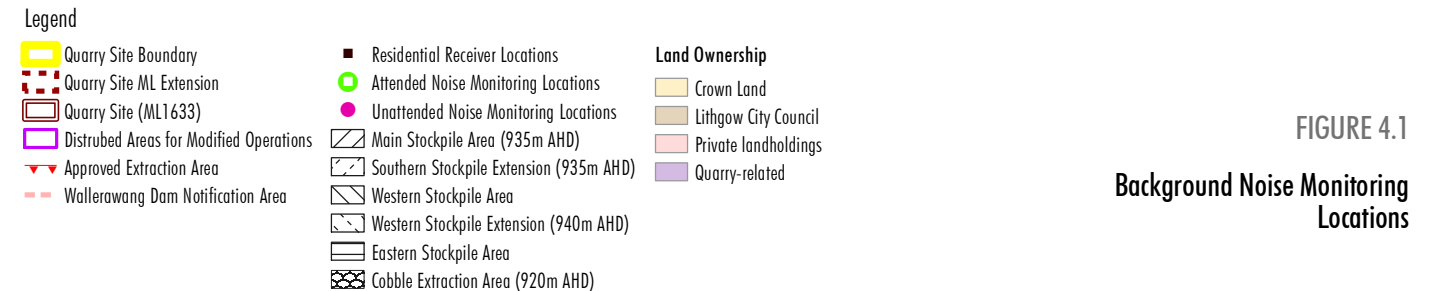 Legend
Quarry Site Boundary
Quarry Site ML Extension
Quarry Site (ML1633)
Distrubed Areas for Modified Operations
Approved Extraction Area
Wallerawang Dam Notification Area
Residential Receiver Locations
Attended Noise Monitoring Locations
Unattended Noise Monitoring Locations
Main Stockpile Area (935m AHD)
Southern Stockpile Extension (935m AHD)
Western Stockpile Area
Western Stockpile Extension (940m AHD)
Eastern Stockpile Area
Cobble Extraction Area (920m AHD)
Land Ownership
Crown Land
Lithgow City Council
Private landholdings
Quarry-related
FIGURE 4.1
Background Noise Monitoring
Locations